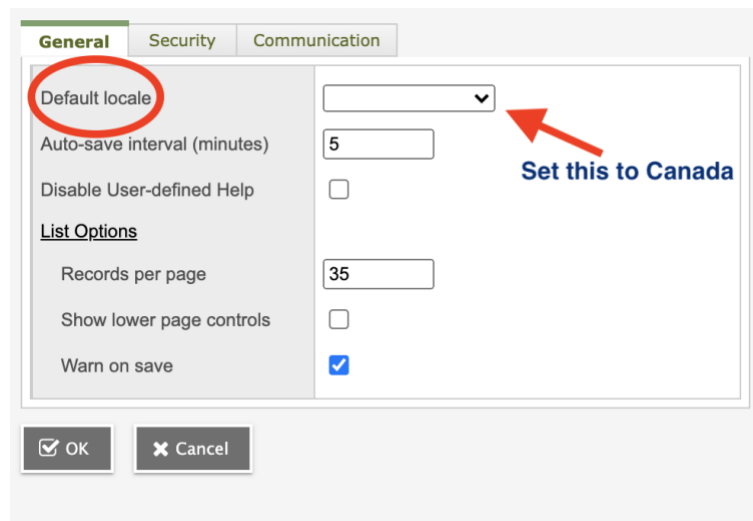 General Security Communication
Default locale
Auto-save interval (minutes) 5
Set this to Canada
Disable User-defined Help
List Options
Records per page 35
Show lower page controls
Warn on save
OK Cancel